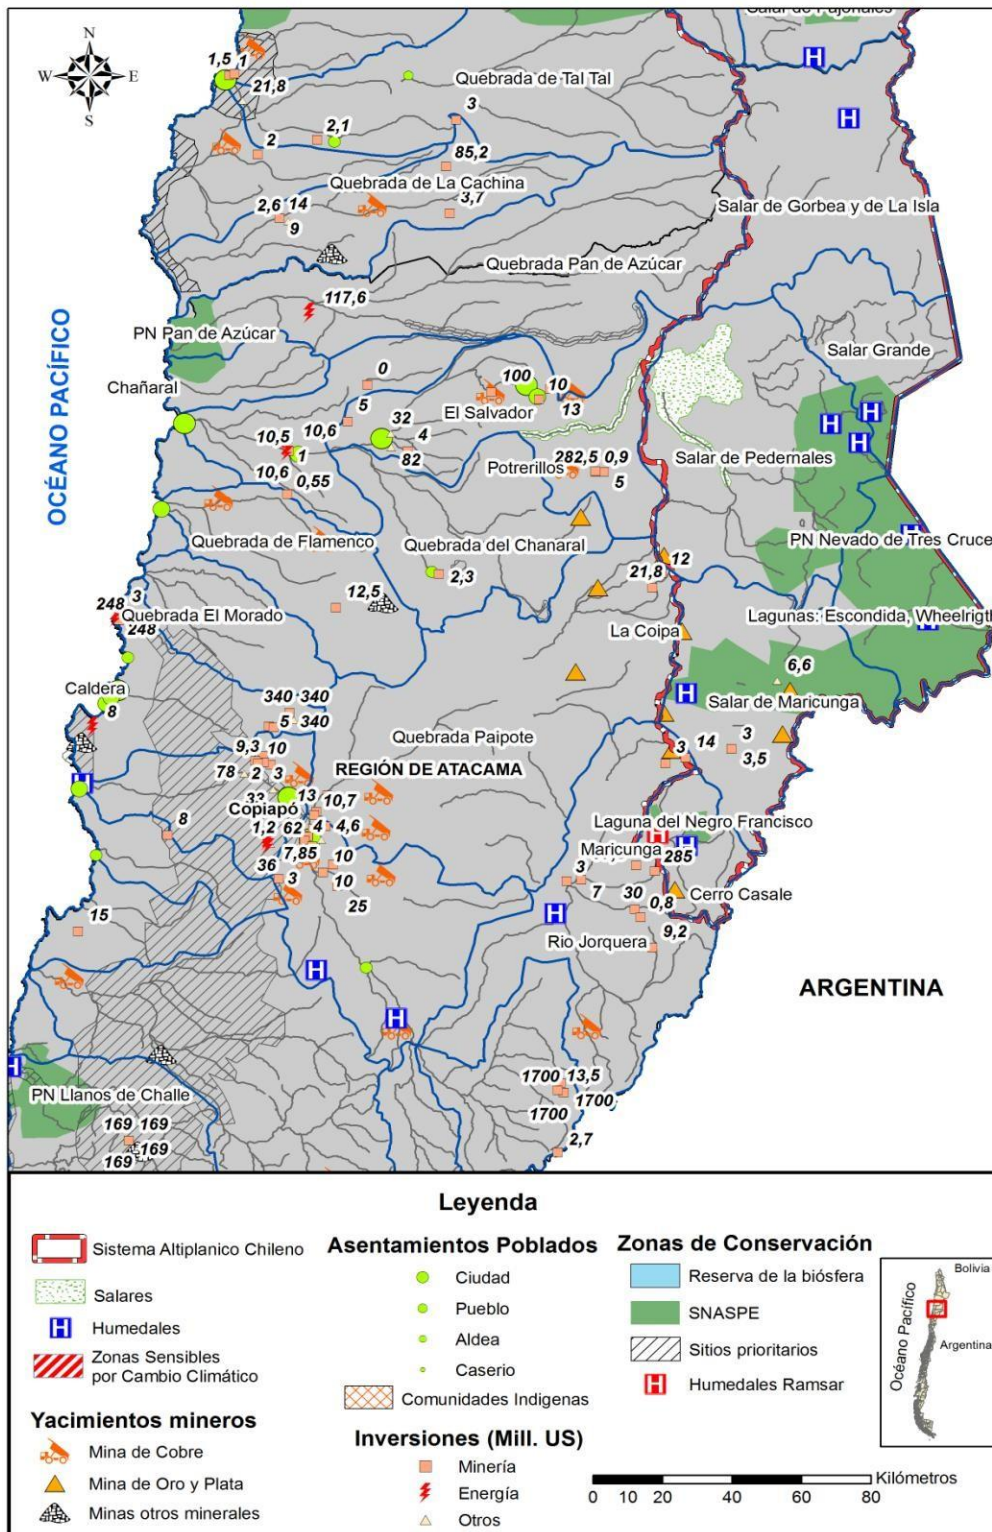 Salar de Pajonales
N
W
E
S
1,5
1
21,8
Quebrada de Tal Tal
3
2,1
2
85,2
Quebrada de La Cachina
2,6
14
3,7
9
Salar de Gorbea y de La Isla
Quebrada Pan de Azúcar
117,6
OCÉANO PACÍFICO
PN Pan de Azúcar
Salar Grande
0
Chañaral
100
10
5
El Salvador
13
32
10,5
10,6
4
1
82
Potrerillos
282,5
0,9
Salar de Pedernales
10,6
0,55
5
Quebrada de Flamenco
Quebrada del Chanaral
PN Nevado de Tres Cruce
12
2,3
21,8
12,5
3
248
Quebrada El Morado
248
La Coipa
Lagunas: Escondida, Wheelrigth
6,6
Caldera
8
340
340
Salar de Maricunga
5
340
Quebrada Paipote
3
14
3
9,3
10
3,5
REGIÓN DE ATACAMA
78
2
3
33
13
10,7
Copiapó
Laguna del Negro Francisco
8
1,2
62
4
4,6
Maricunga
7,85
285
36
10
3
3
10
7
30
0,8
Cerro Casale
25
15
9,2
Rio Jorquera
ARGENTINA
1700
13,5
PN Llanos de Challe
1700
1700
169
169
2,7
169
169
Leyenda
Sistema Altiplanico Chileno
Salares
H
Humedales
Zonas Sensibles
por Cambio Climático
Yacimientos mineros
Mina de Cobre
Mina de Oro y Plata
Minas otros minerales
Asentamientos Poblados
Ciudad
Pueblo
Aldea
Caserio
Comunidades Indigenas
Inversiones (Mill. US)
Minería
Energía
Otros
Zonas de Conservación
Reserva de la biósfera
SNASPE
Sitios prioritarios
H
Humedales Ramsar
Bolivia
Océano Pacífico
Argentina
Kilómetros
0 10 20 40 60 80